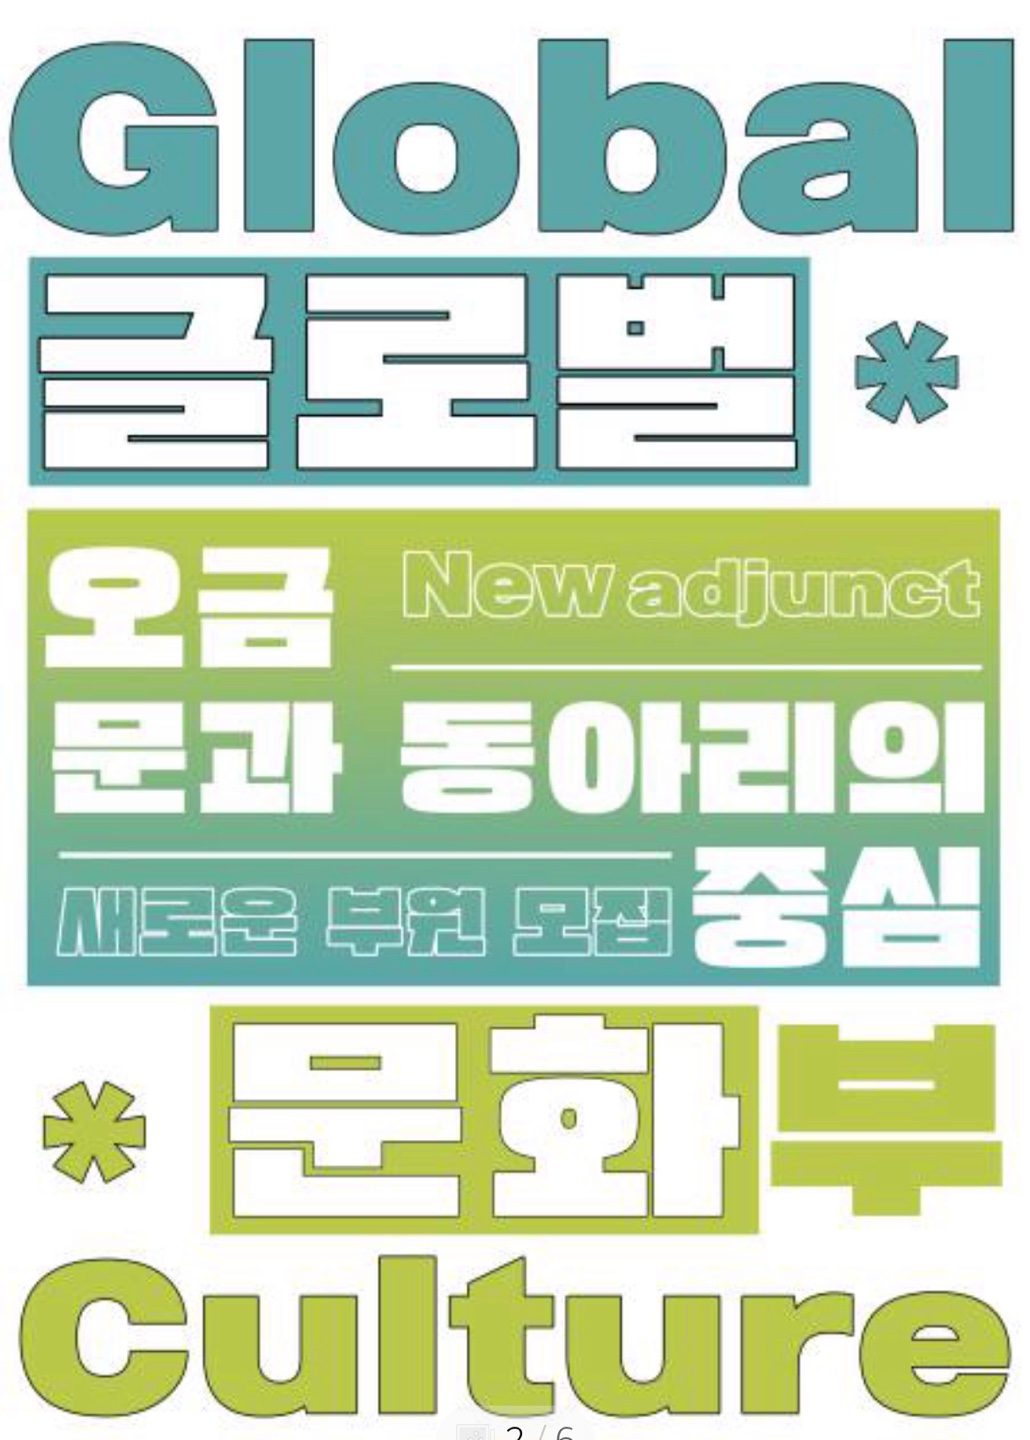 Global
글로벌 *
오금 New adjunct
문과 동아리의
새로운 부원 모집 중심
* 문화부
Culture
2 / 6